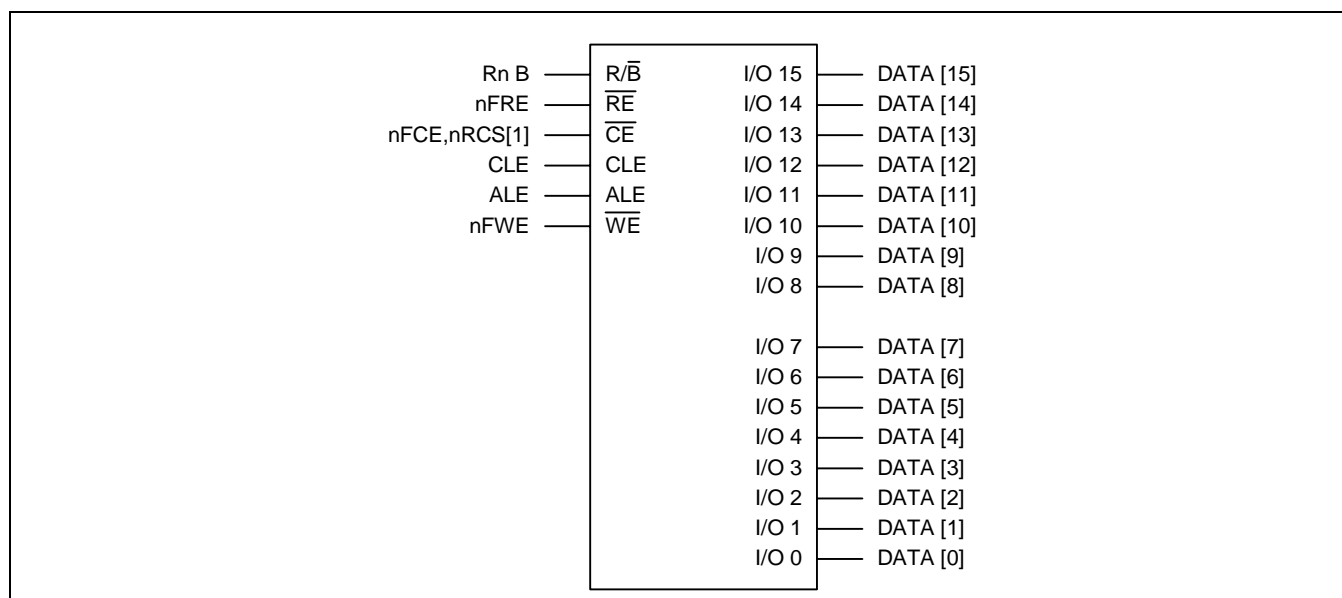 Rn B R/B̅ I/O 15 DATA [15]
nFRE R̅E̅ I/O 14 DATA [14]
nFCE,nRCS[1] C̅E̅ I/O 13 DATA [13]
CLE CLE I/O 12 DATA [12]
ALE ALE I/O 11 DATA [11]
nFWE W̅E̅ I/O 10 DATA [10]
I/O 9 DATA [9]
I/O 8 DATA [8]
I/O 7 DATA [7]
I/O 6 DATA [6]
I/O 5 DATA [5]
I/O 4 DATA [4]
I/O 3 DATA [3]
I/O 2 DATA [2]
I/O 1 DATA [1]
I/O 0 DATA [0]